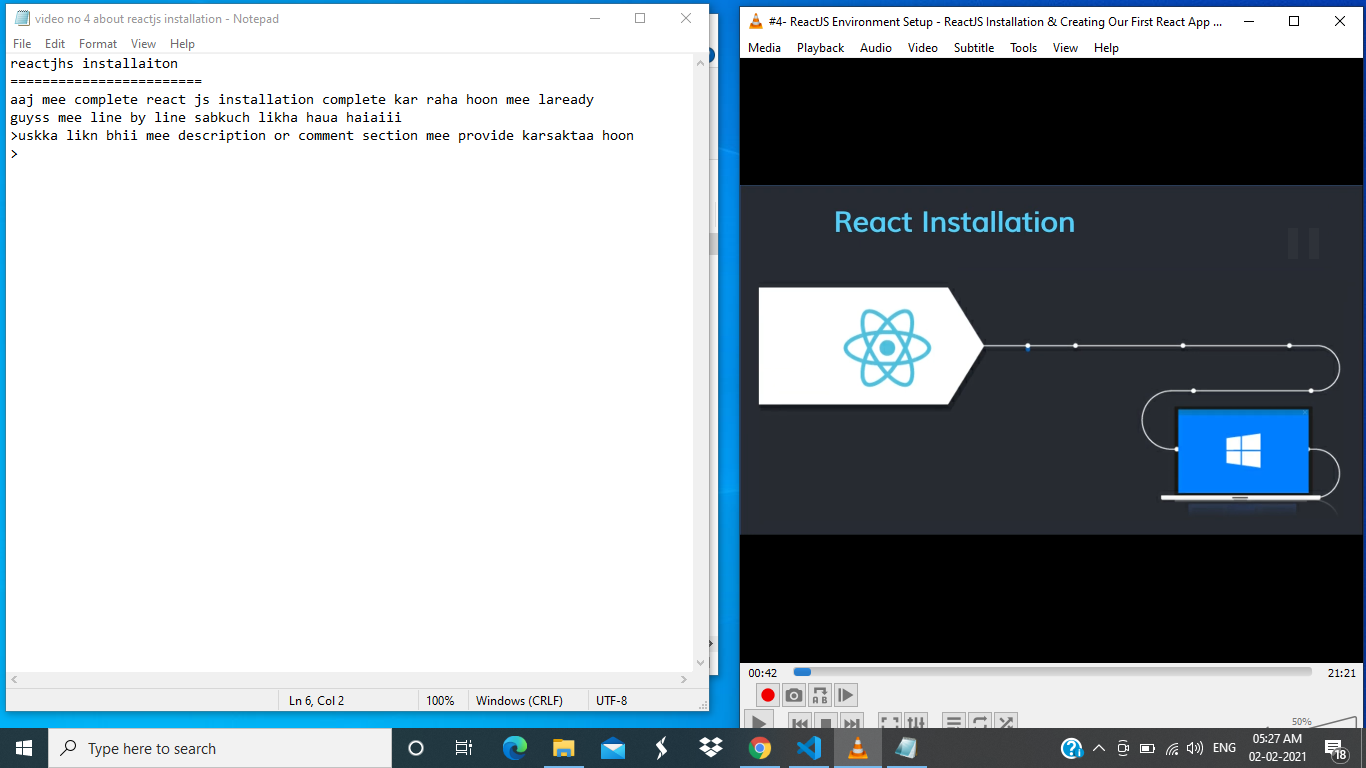 video no 4 about reactjs installation - Notepad
File Edit Format View Help
reactjhs installaiton
========================
aaj mee complete react js installation complete kar raha hoon mee laready
guyss mee line by line sabkuch likha haua haiaiii
>uskka likn bhii mee description or comment section mee provide karsaktaa hoon
>
Ln 6, Col 2 100% Windows (CRLF) UTF-8
#4- ReactJS Environment Setup - ReactJS Installation & Creating Our First React App ...
Media Playback Audio Video Subtitle Tools View Help
React Installation
00:42 21:21
A B
50%
Type here to search
ENG
05:27 AM
02-02-2021
18